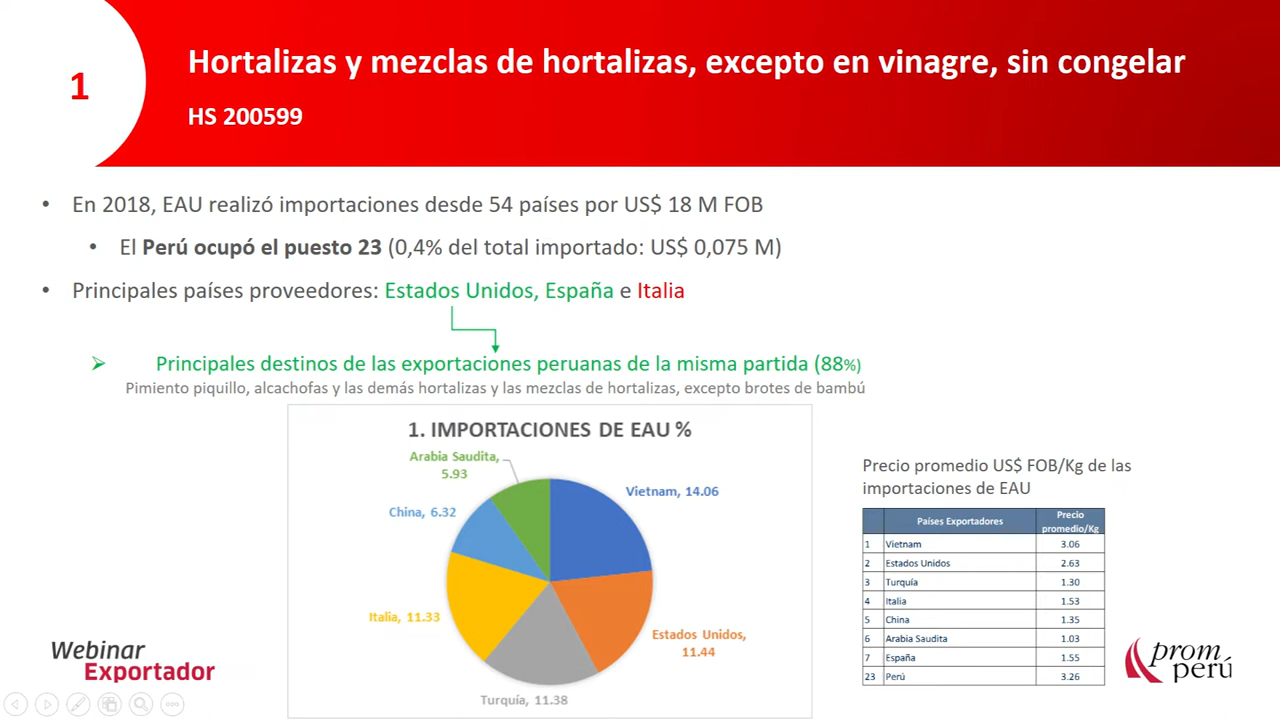 1
Hortalizas y mezclas de hortalizas, excepto en vinagre, sin congelar
HS 200599
• En 2018, EAU realizó importaciones desde 54 países por US$ 18 M FOB
• El Perú ocupó el puesto 23 (0,4% del total importado: US$ 0,075 M)
• Principales países proveedores: Estados Unidos, España e Italia
Principales destinos de las exportaciones peruanas de la misma partida (88%)
Pimiento piquillo, alcachofas y las demás hortalizas y las mezclas de hortalizas, excepto brotes de bambú
1. IMPORTACIONES DE EAU %
Arabia Saudita,
5.93
Vietnam, 14.06
China, 6.32
Italia, 11.33
Estados Unidos,
11.44
Turquía, 11.38
Precio promedio US$ FOB/Kg de las
importaciones de EAU
Países Exportadores Precio
promedio/Kg
1 Vietnam 3.06
2 Estados Unidos 2.63
3 Turquía 1.30
4 Italia 1.53
5 China 1.35
6 Arabia Saudita 1.03
7 España 1.55
23 Perú 3.26
Webinar
Exportador
prom
perú